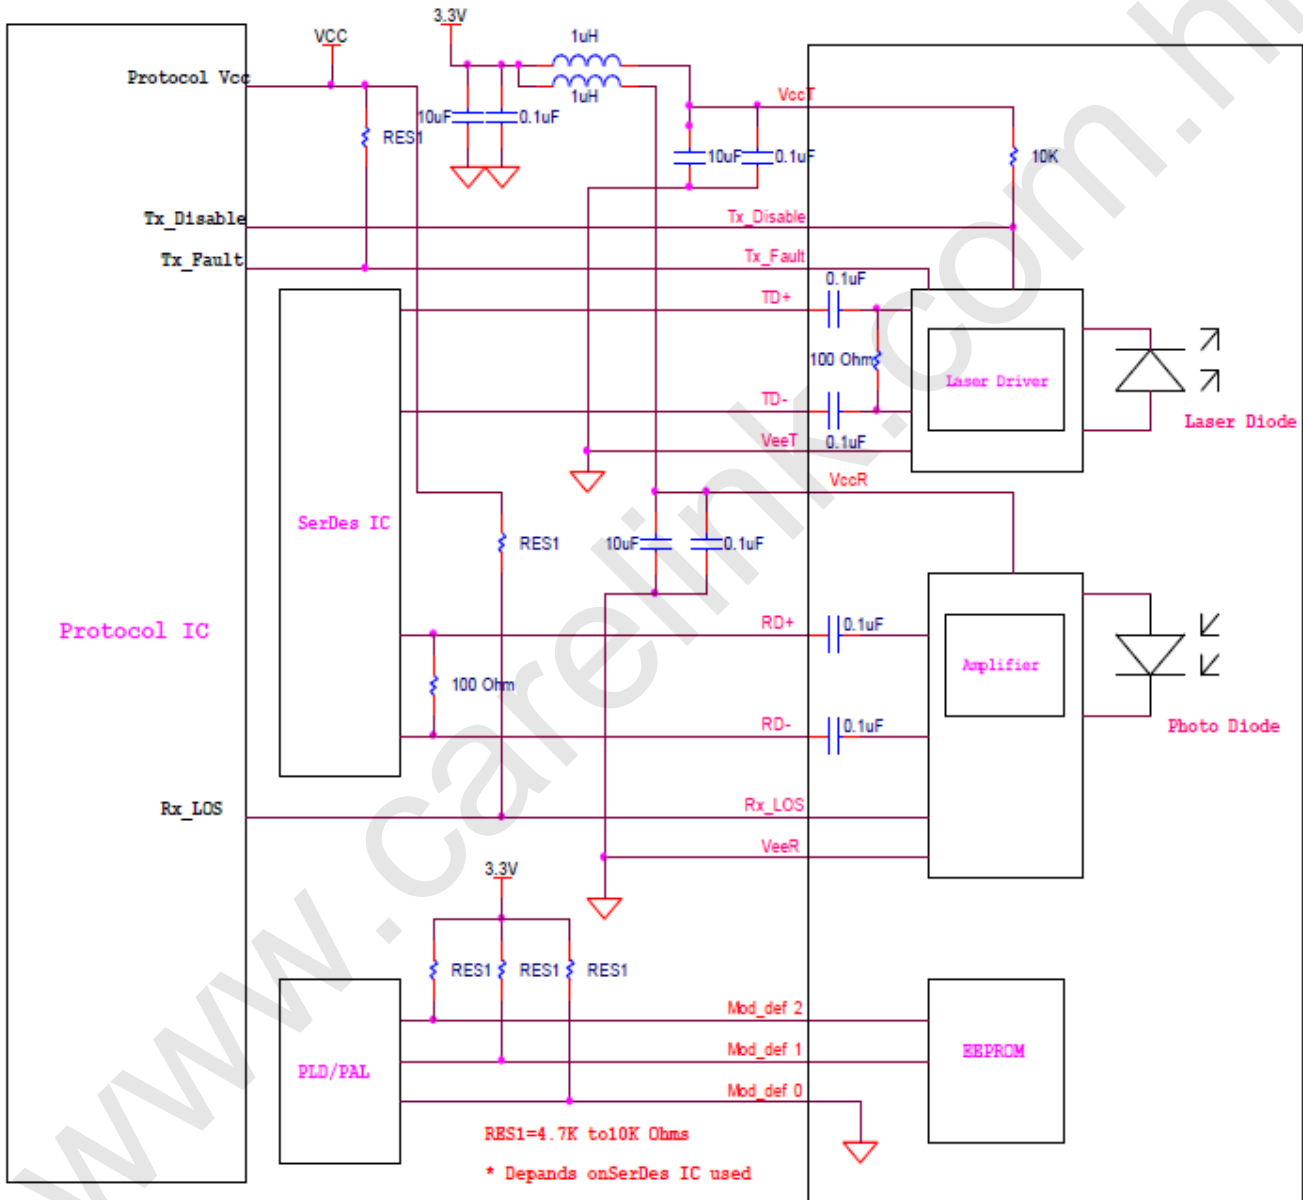 3.3V
VCC
1uH
Protocol Vcc
1uH
VccT
10uF
0.1uF
RES1
10uF
0.1uF
10K
Tx_Disable
Tx_Disable
Tx_Fault
Tx_Fault
0.1uF
TD+
100 Ohm
Laser Driver
TD-
Laser Diode
VeeT
0.1uF
VccR
SerDes IC
RES1
10uF
0.1uF
Protocol IC
RD+
0.1uF
Amplifier
100 Ohm
RD-
0.1uF
Photo Diode
Rx_LOS
Rx_LOS
VeeR
3.3V
RES1
RES1
RES1
Mod_def 2
PLD/PAL
Mod_def 1
EEPROM
Mod_def 0
RES1=4.7K to10K Ohms
* Depands onSerDes IC used